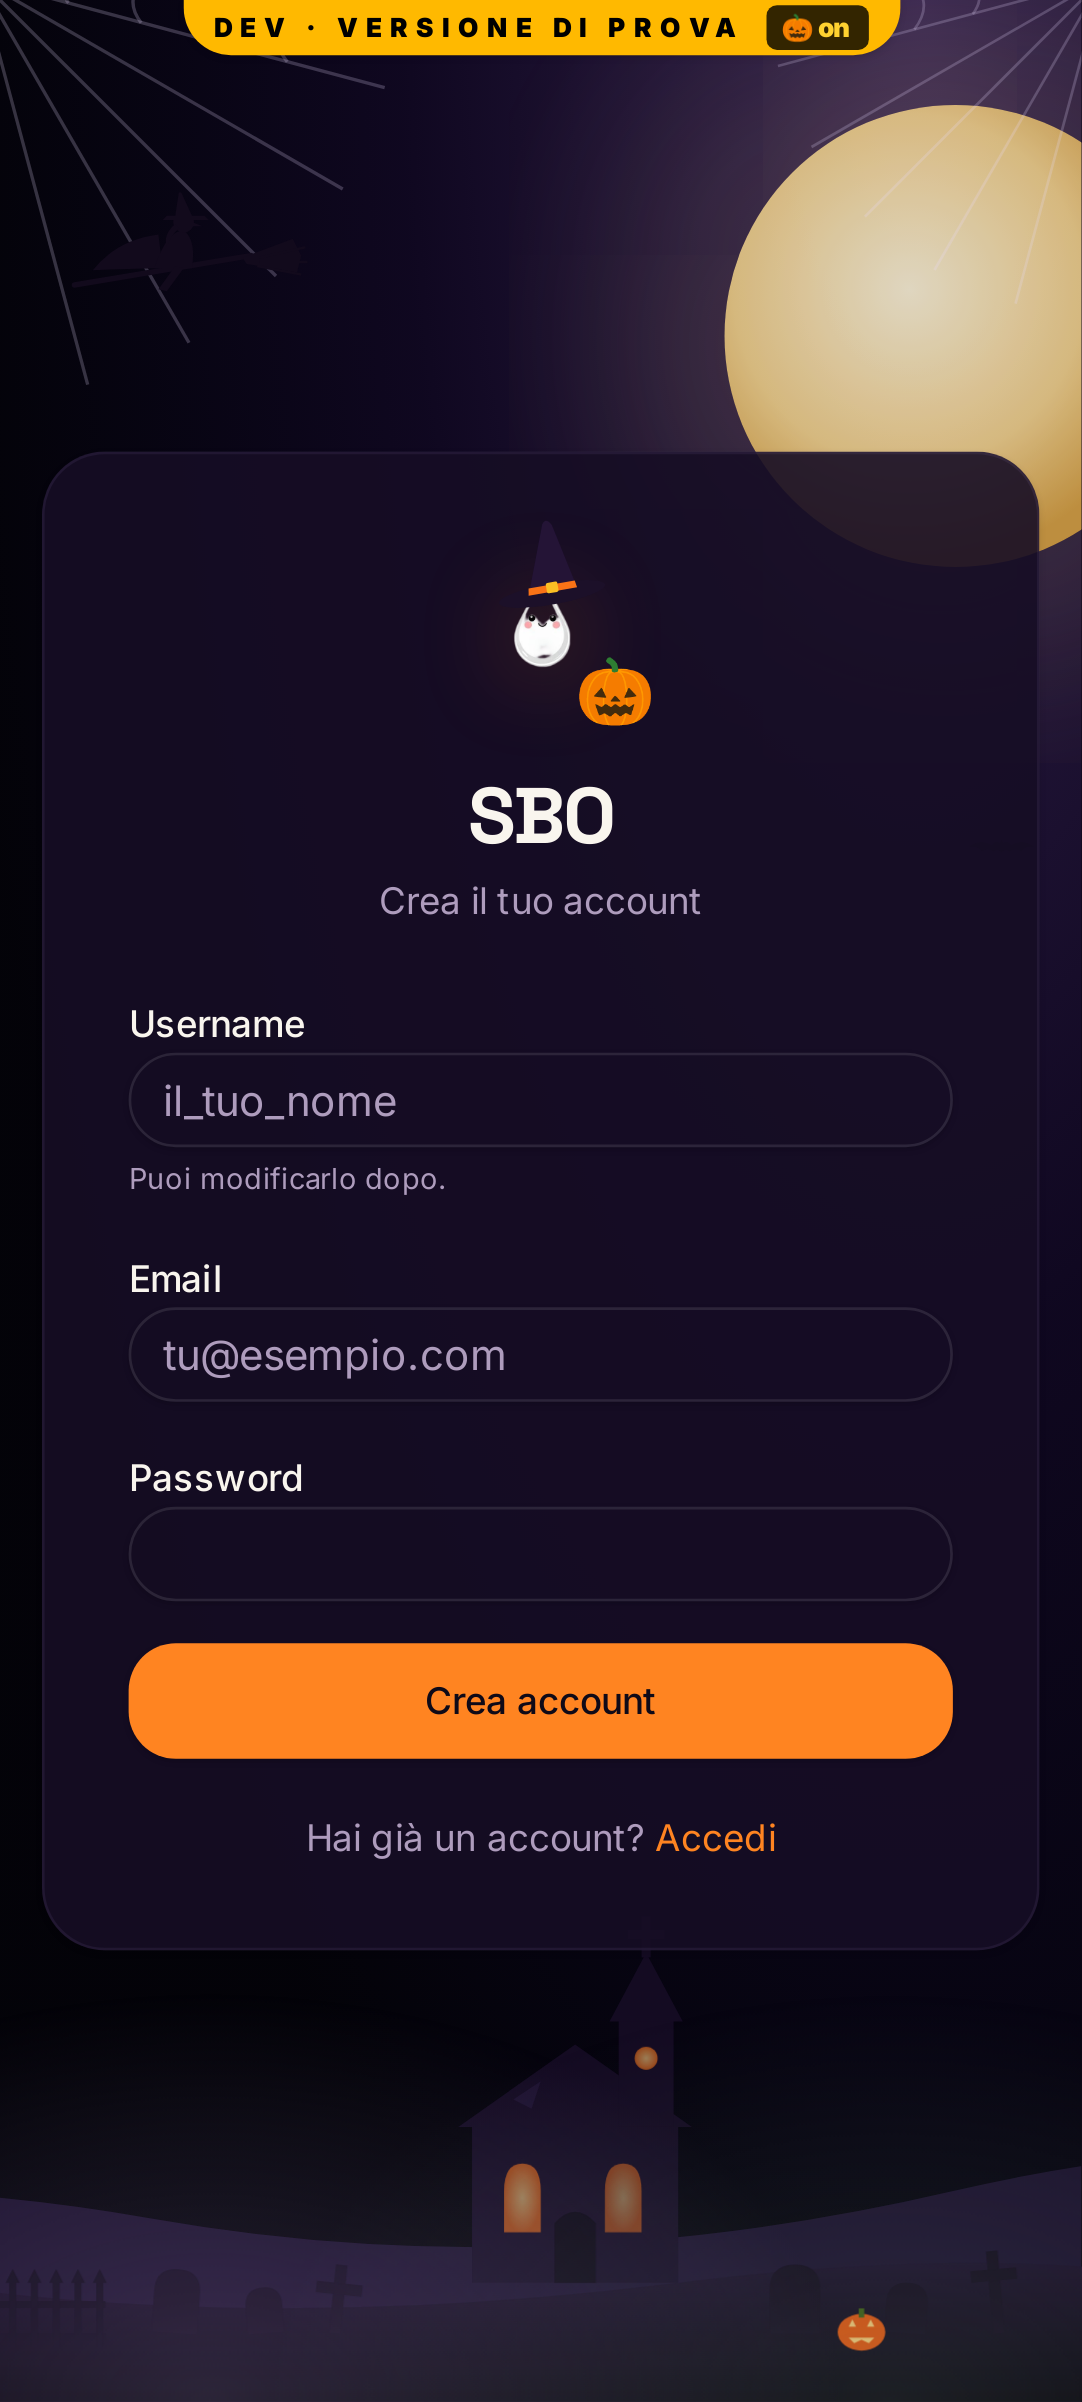 DEV · VERSIONE DI PROVA 🎃 on
SBO
Crea il tuo account
Username
il_tuo_nome
Puoi modificarlo dopo.
Email
tu@esempio.com
Password
Crea account
Hai già un account? Accedi